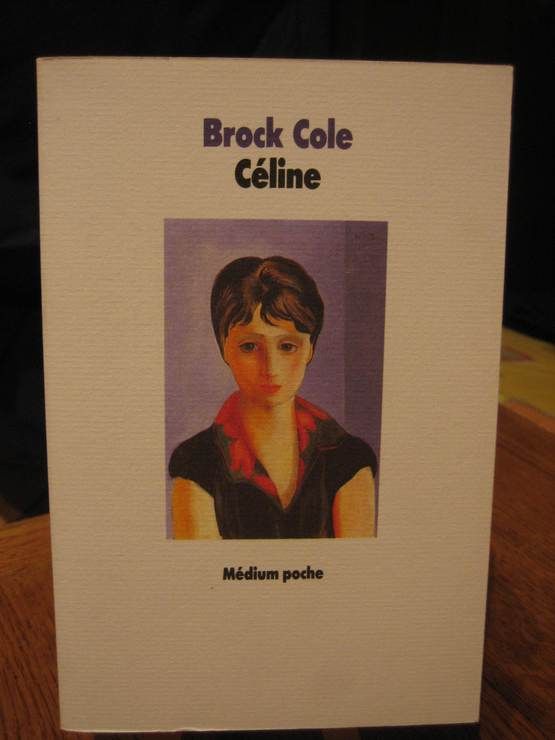 Brock Cole
Céline
Médium poche